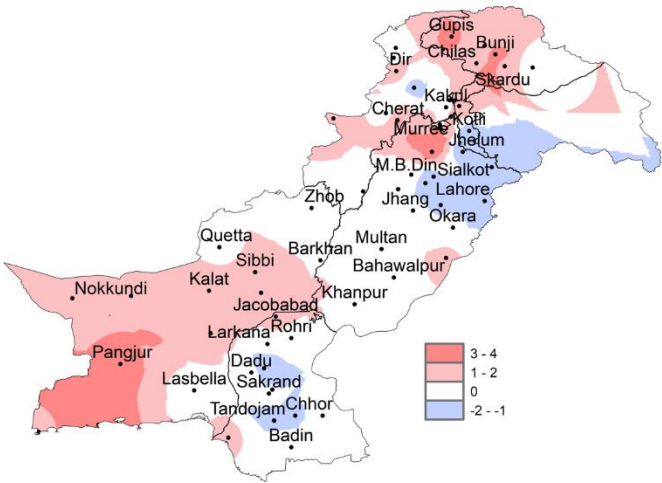 Gupis
Bunji
Chilas
Dir
Skardu
Kakul
Cherat
Kotli
Murree
Jhelum
M.B.Din
Sialkot
Zhob
Jhang
Lahore
Okara
Quetta
Multan
Barkhan
Sibbi
Bahawalpur
Kalat
Nokkundi
Jacobabad
Khanpur
Larkana
Rohri
Pangjur
Dadu
Lasbella
Sakrand
Tandojam
Chhor
Badin
3 - 4
1 - 2
0
-2 - -1